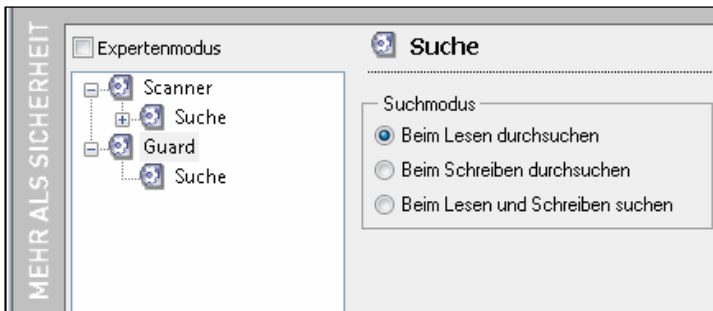 MEHR ALS SICHERHEIT
Expertenmodus
Scanner
Suche
Guard
Suche
Suche
Suchmodus
Beim Lesen durchsuchen
Beim Schreiben durchsuchen
Beim Lesen und Schreiben suchen